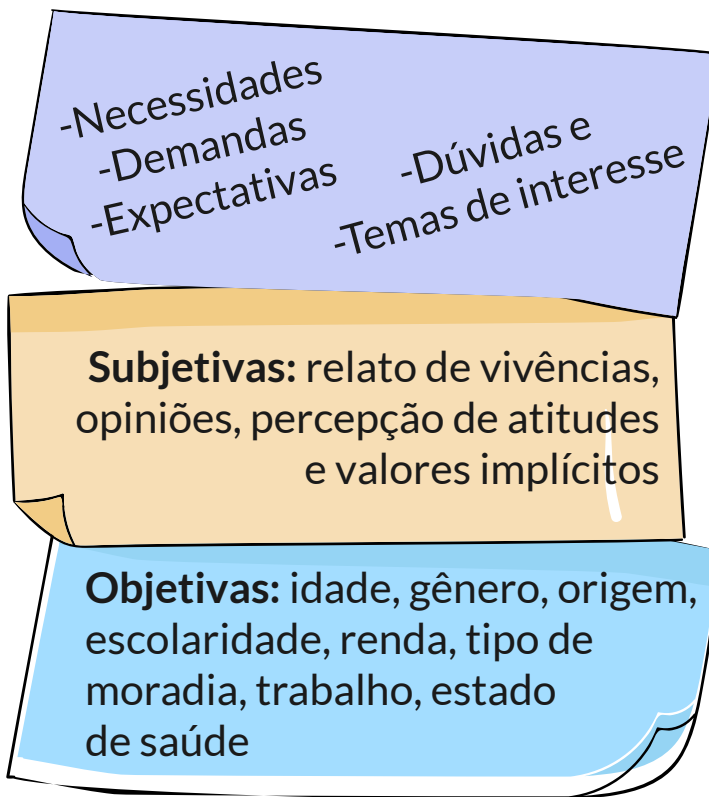 -Necessidades
-Demandas
-Expectativas
-Dúvidas e
-Temas de interesse
Subjetivas: relato de vivências,
opiniões, percepção de atitudes
e valores implícitos
Objetivas: idade, gênero, origem,
escolaridade, renda, tipo de
moradia, trabalho, estado
de saúde